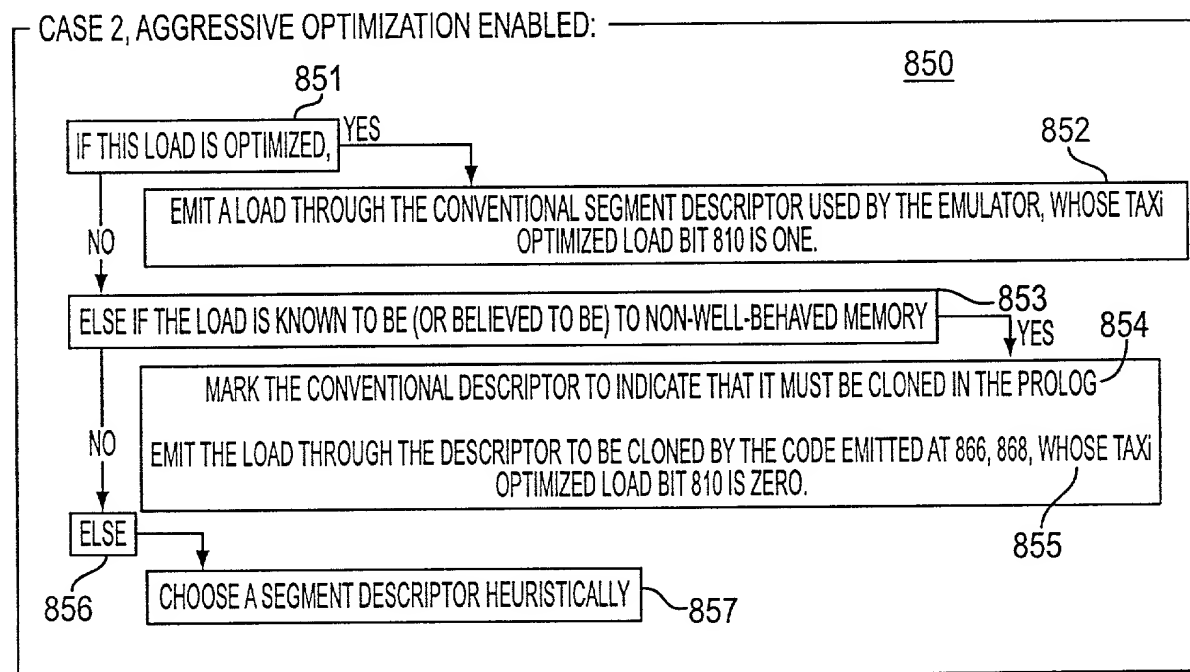 CASE 2, AGGRESSIVE OPTIMIZATION ENABLED:
850
851
IF THIS LOAD IS OPTIMIZED,
YES
852
EMIT A LOAD THROUGH THE CONVENTIONAL SEGMENT DESCRIPTOR USED BY THE EMULATOR, WHOSE TAXi
OPTIMIZED LOAD BIT 810 IS ONE.
NO
ELSE IF THE LOAD IS KNOWN TO BE (OR BELIEVED TO BE) TO NON-WELL-BEHAVED MEMORY
853
YES
854
MARK THE CONVENTIONAL DESCRIPTOR TO INDICATE THAT IT MUST BE CLONED IN THE PROLOG
NO
EMIT THE LOAD THROUGH THE DESCRIPTOR TO BE CLONED BY THE CODE EMITTED AT 866, 868, WHOSE TAXi
OPTIMIZED LOAD BIT 810 IS ZERO.
855
ELSE
856
CHOOSE A SEGMENT DESCRIPTOR HEURISTICALLY
857